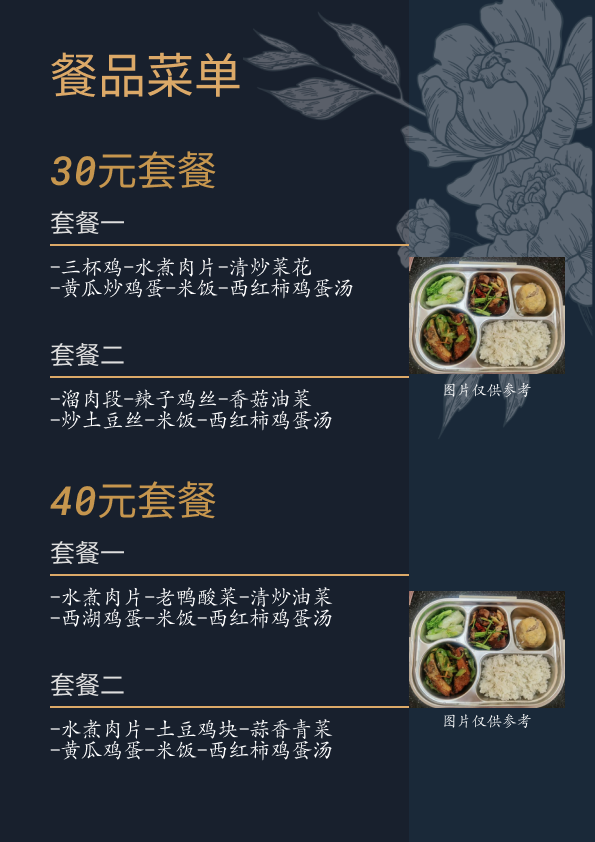 餐品菜单
30元套餐
套餐一
-三杯鸡-水煮肉片-清炒菜花
-黄瓜炒鸡蛋-米饭-西红柿鸡蛋汤
图片仅供参考
套餐二
-溜肉段-辣子鸡丝-香菇油菜
-炒土豆丝-米饭-西红柿鸡蛋汤
40元套餐
套餐一
-水煮肉片-老鸭酸菜-清炒油菜
-西湖鸡蛋-米饭-西红柿鸡蛋汤
图片仅供参考
套餐二
-水煮肉片-土豆鸡块-蒜香青菜
-黄瓜鸡蛋-米饭-西红柿鸡蛋汤